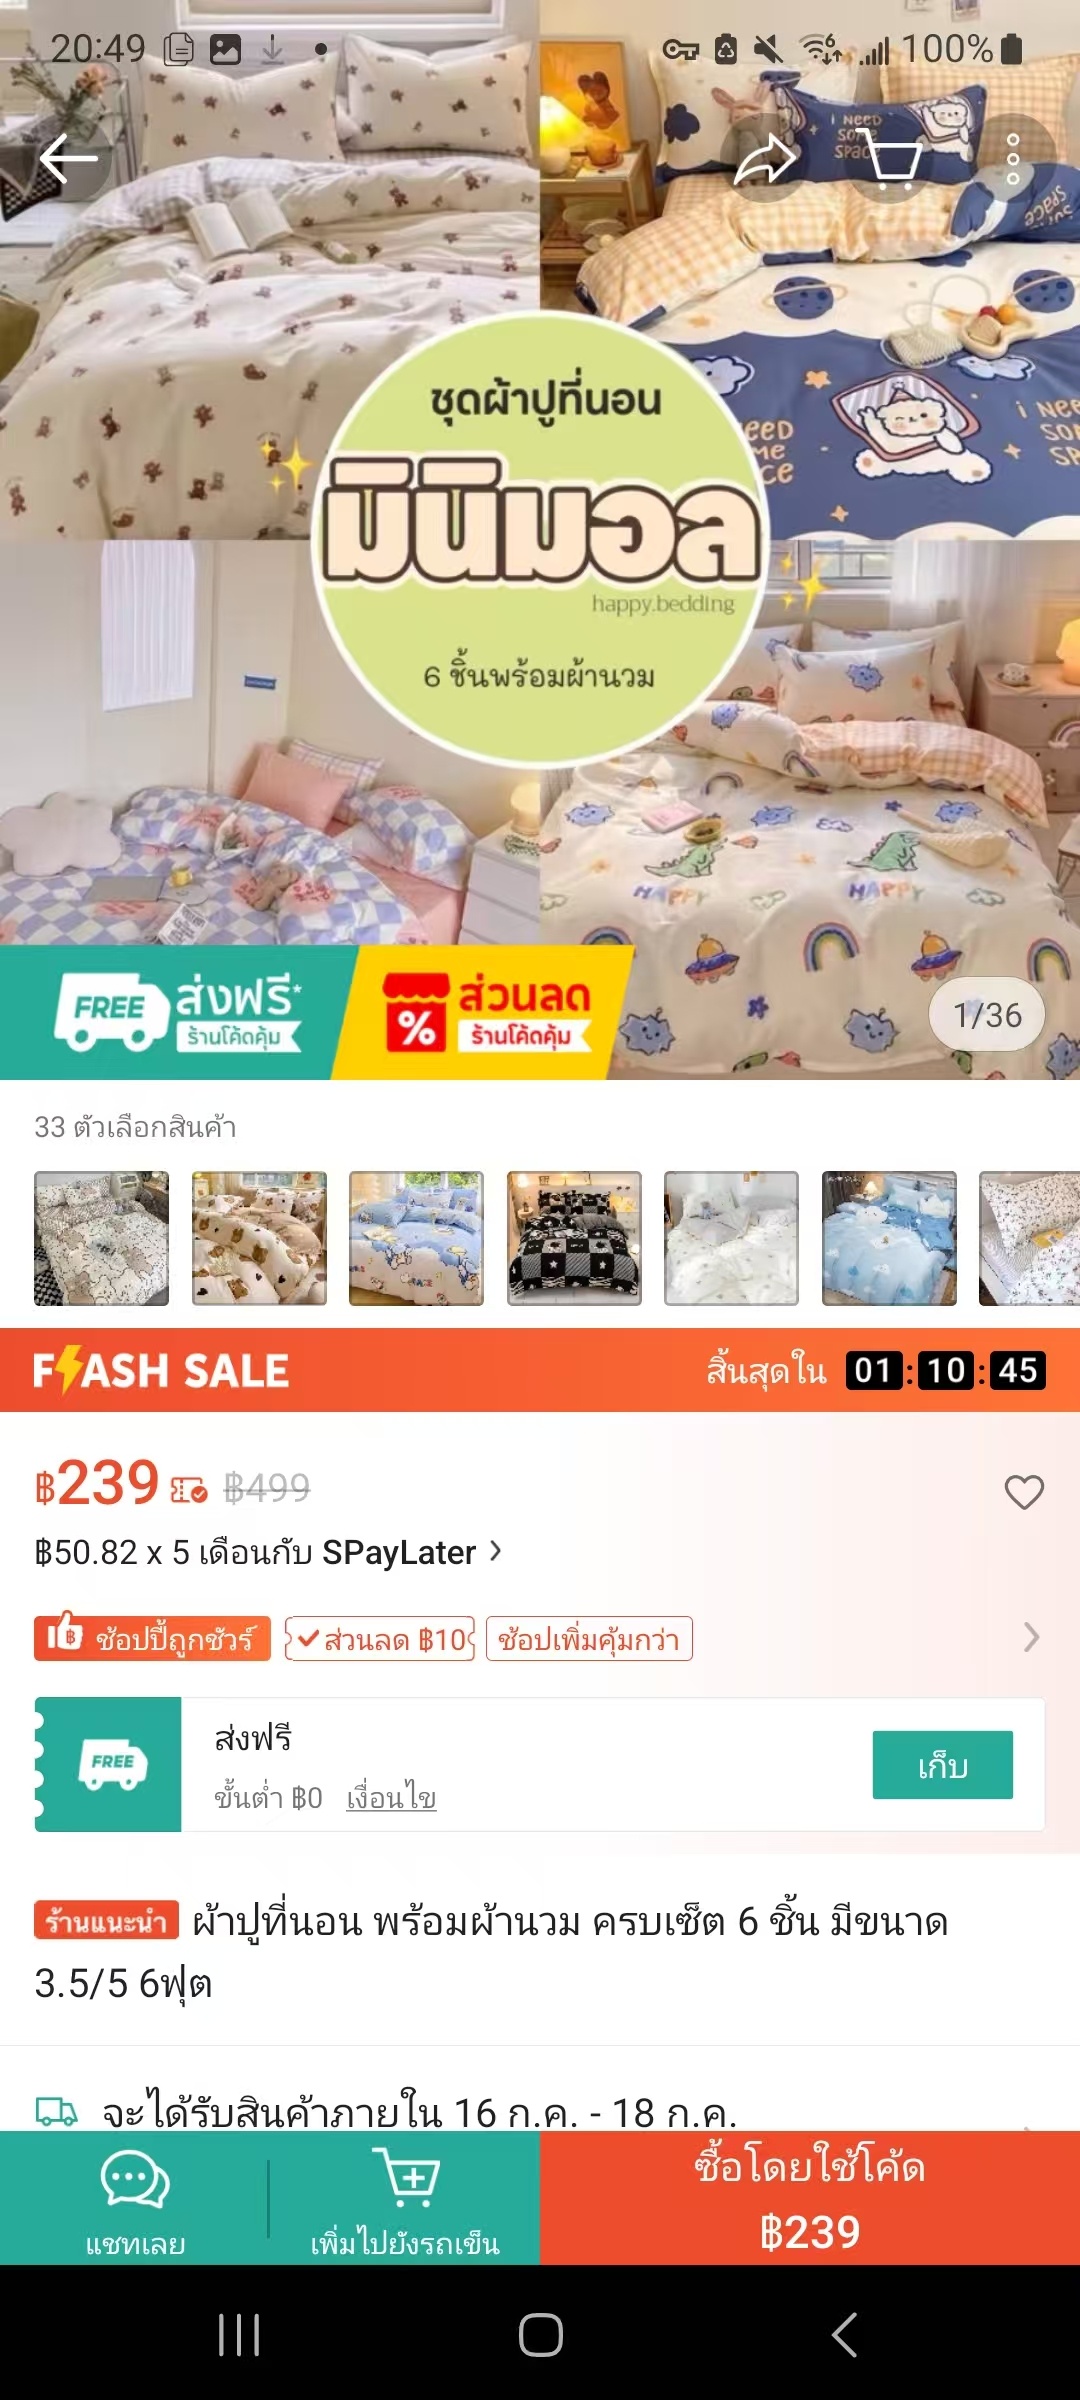 20:49
100%
I NEED
SOME
SPACE
ชุดผ้าปูที่นอน
มินิมอล
happy.bedding
6 ชิ้นพร้อมผ้านวม
HAPPY
HAPPY
FREE ส่งฟรี*
ร้านโค้ดคุ้ม
% ส่วนลด
ร้านโค้ดคุ้ม
1/36
33 ตัวเลือกสินค้า
FLASH SALE
สิ้นสุดใน 01:10:45
฿239 ฿499
฿50.82 x 5 เดือนกับ SPayLater
ช้อปปี้ถูกชัวร์ ส่วนลด ฿10 ช้อปเพิ่มคุ้มกว่า
FREE
ส่งฟรี
ขั้นต่ำ ฿0 เงื่อนไข
เก็บ
ร้านแนะนำ ผ้าปูที่นอน พร้อมผ้านวม ครบเซ็ต 6 ชิ้น มีขนาด
3.5/5 6ฟุต
จะได้รับสินค้าภายใน 16 ก.ค. - 18 ก.ค.
แชทเลย
เพิ่มไปยังรถเข็น
ซื้อโดยใช้โค้ด
฿239